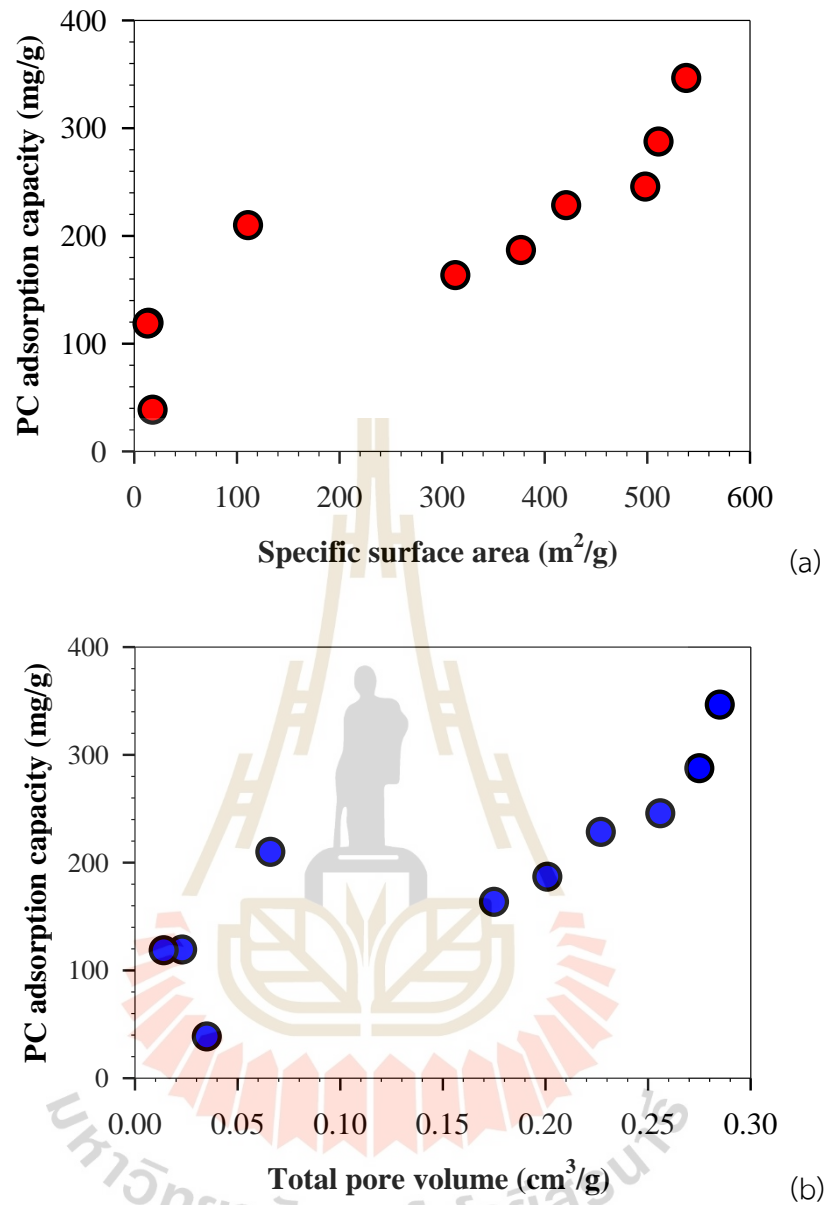 400
300
200
100
0
PC adsorption capacity (mg/g)
0 100 200 300 400 500 600
Specific surface area (m²/g)
(a)
400
300
200
100
0
PC adsorption capacity (mg/g)
0.00 0.05 0.10 0.15 0.20 0.25 0.30
Total pore volume (cm³/g)
(b)